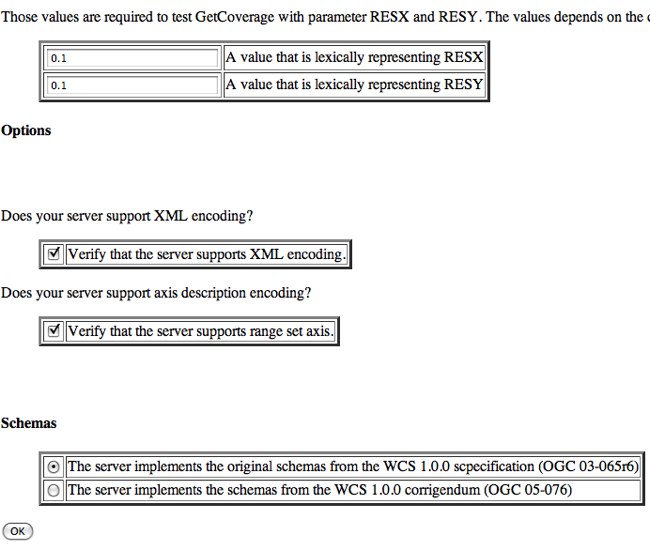 Those values are required to test GetCoverage with parameter RESX and RESY. The values depends on the
0.1 A value that is lexically representing RESX
0.1 A value that is lexically representing RESY
Options
Does your server support XML encoding?
Verify that the server supports XML encoding.
Does your server support axis description encoding?
Verify that the server supports range set axis.
Schemas
The server implements the original schemas from the WCS 1.0.0 scpecification (OGC 03-065r6)
The server implements the schemas from the WCS 1.0.0 corrigendum (OGC 05-076)
OK